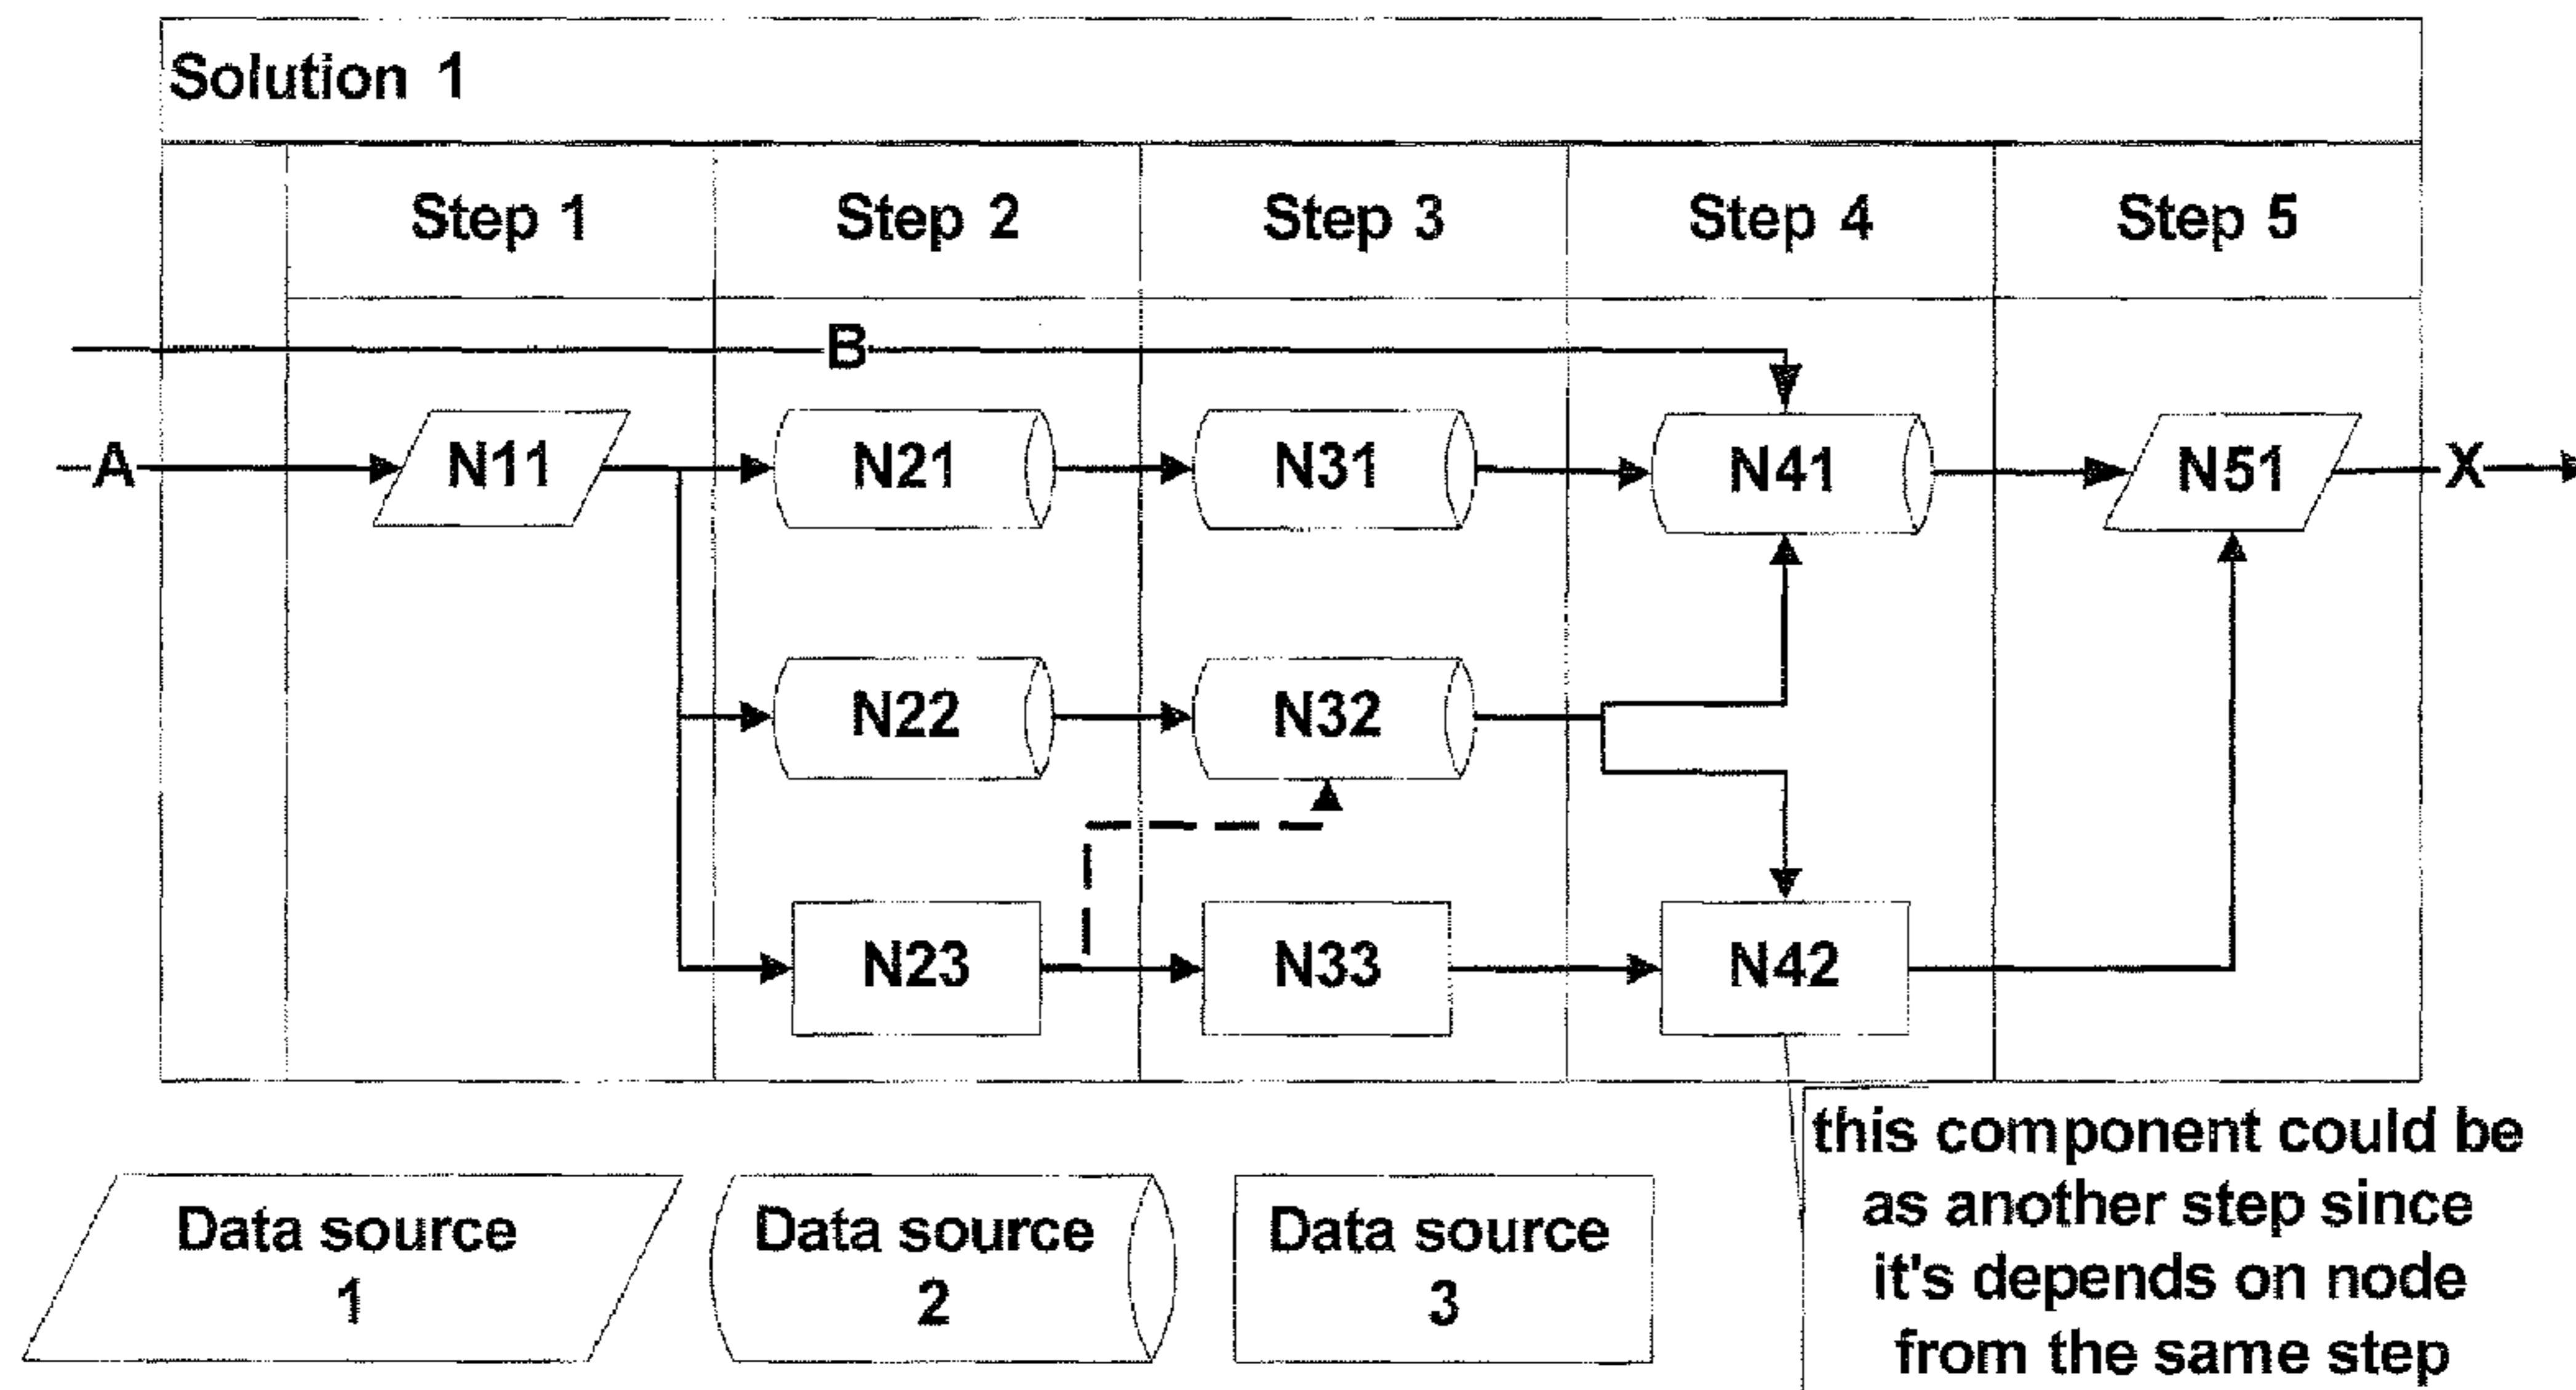 Solution 1
Step 1
Step 2
Step 3
Step 4
Step 5
B
A
N11
N21
N31
N41
N51
X
N22
N32
N23
N33
N42
Data source
1
Data source
2
Data source
3
this component could be
as another step since
it's depends on node
from the same step